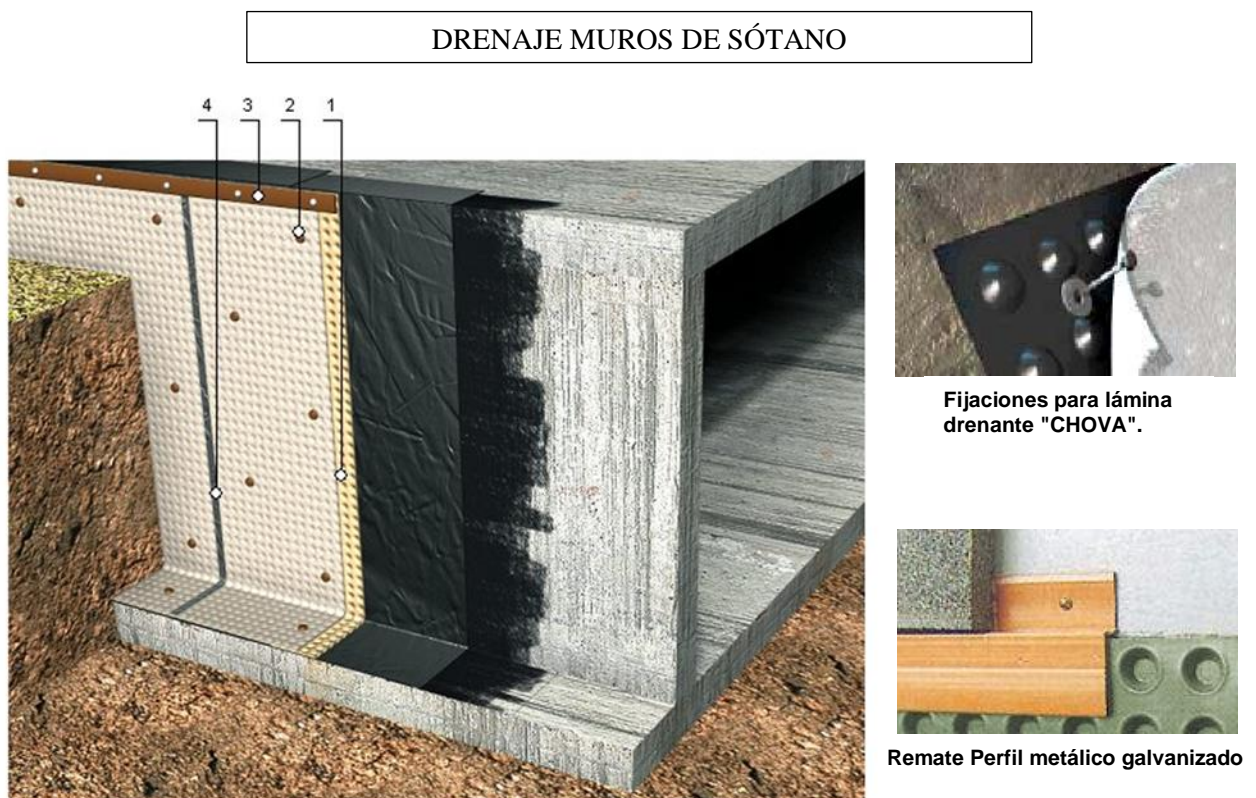 DRENAJE MUROS DE SÓTANO
4 3 2 1
Fijaciones para lámina
drenante "CHOVA".
Remate Perfil metálico galvanizado